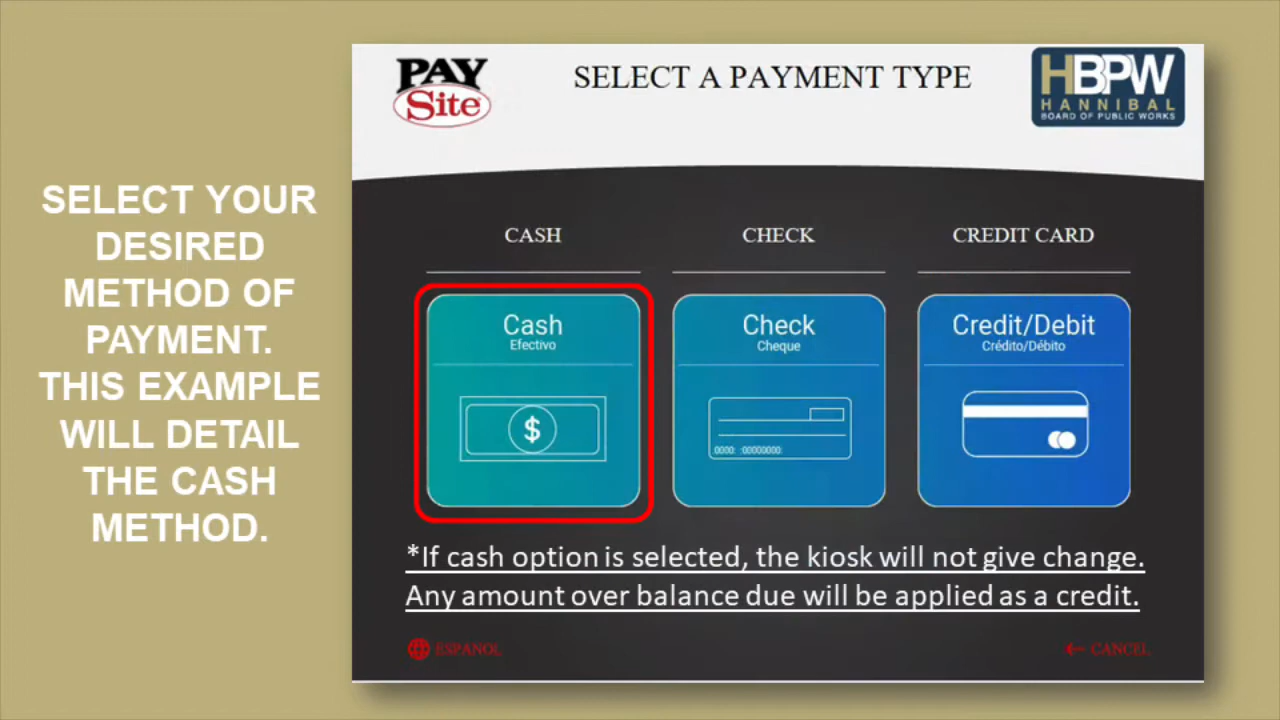 SELECT YOUR
DESIRED
METHOD OF
PAYMENT.
THIS EXAMPLE
WILL DETAIL
THE CASH
METHOD.
PAY
Site
SELECT A PAYMENT TYPE
HBPW
HANNIBAL
BOARD OF PUBLIC WORKS
CASH
CHECK
CREDIT CARD
Cash
Efectivo
$
Check
Cheque
0000: :00000000:
Credit/Debit
Crédito/Débito
*If cash option is selected, the kiosk will not give change.
Any amount over balance due will be applied as a credit.
ESPANOL
CANCEL